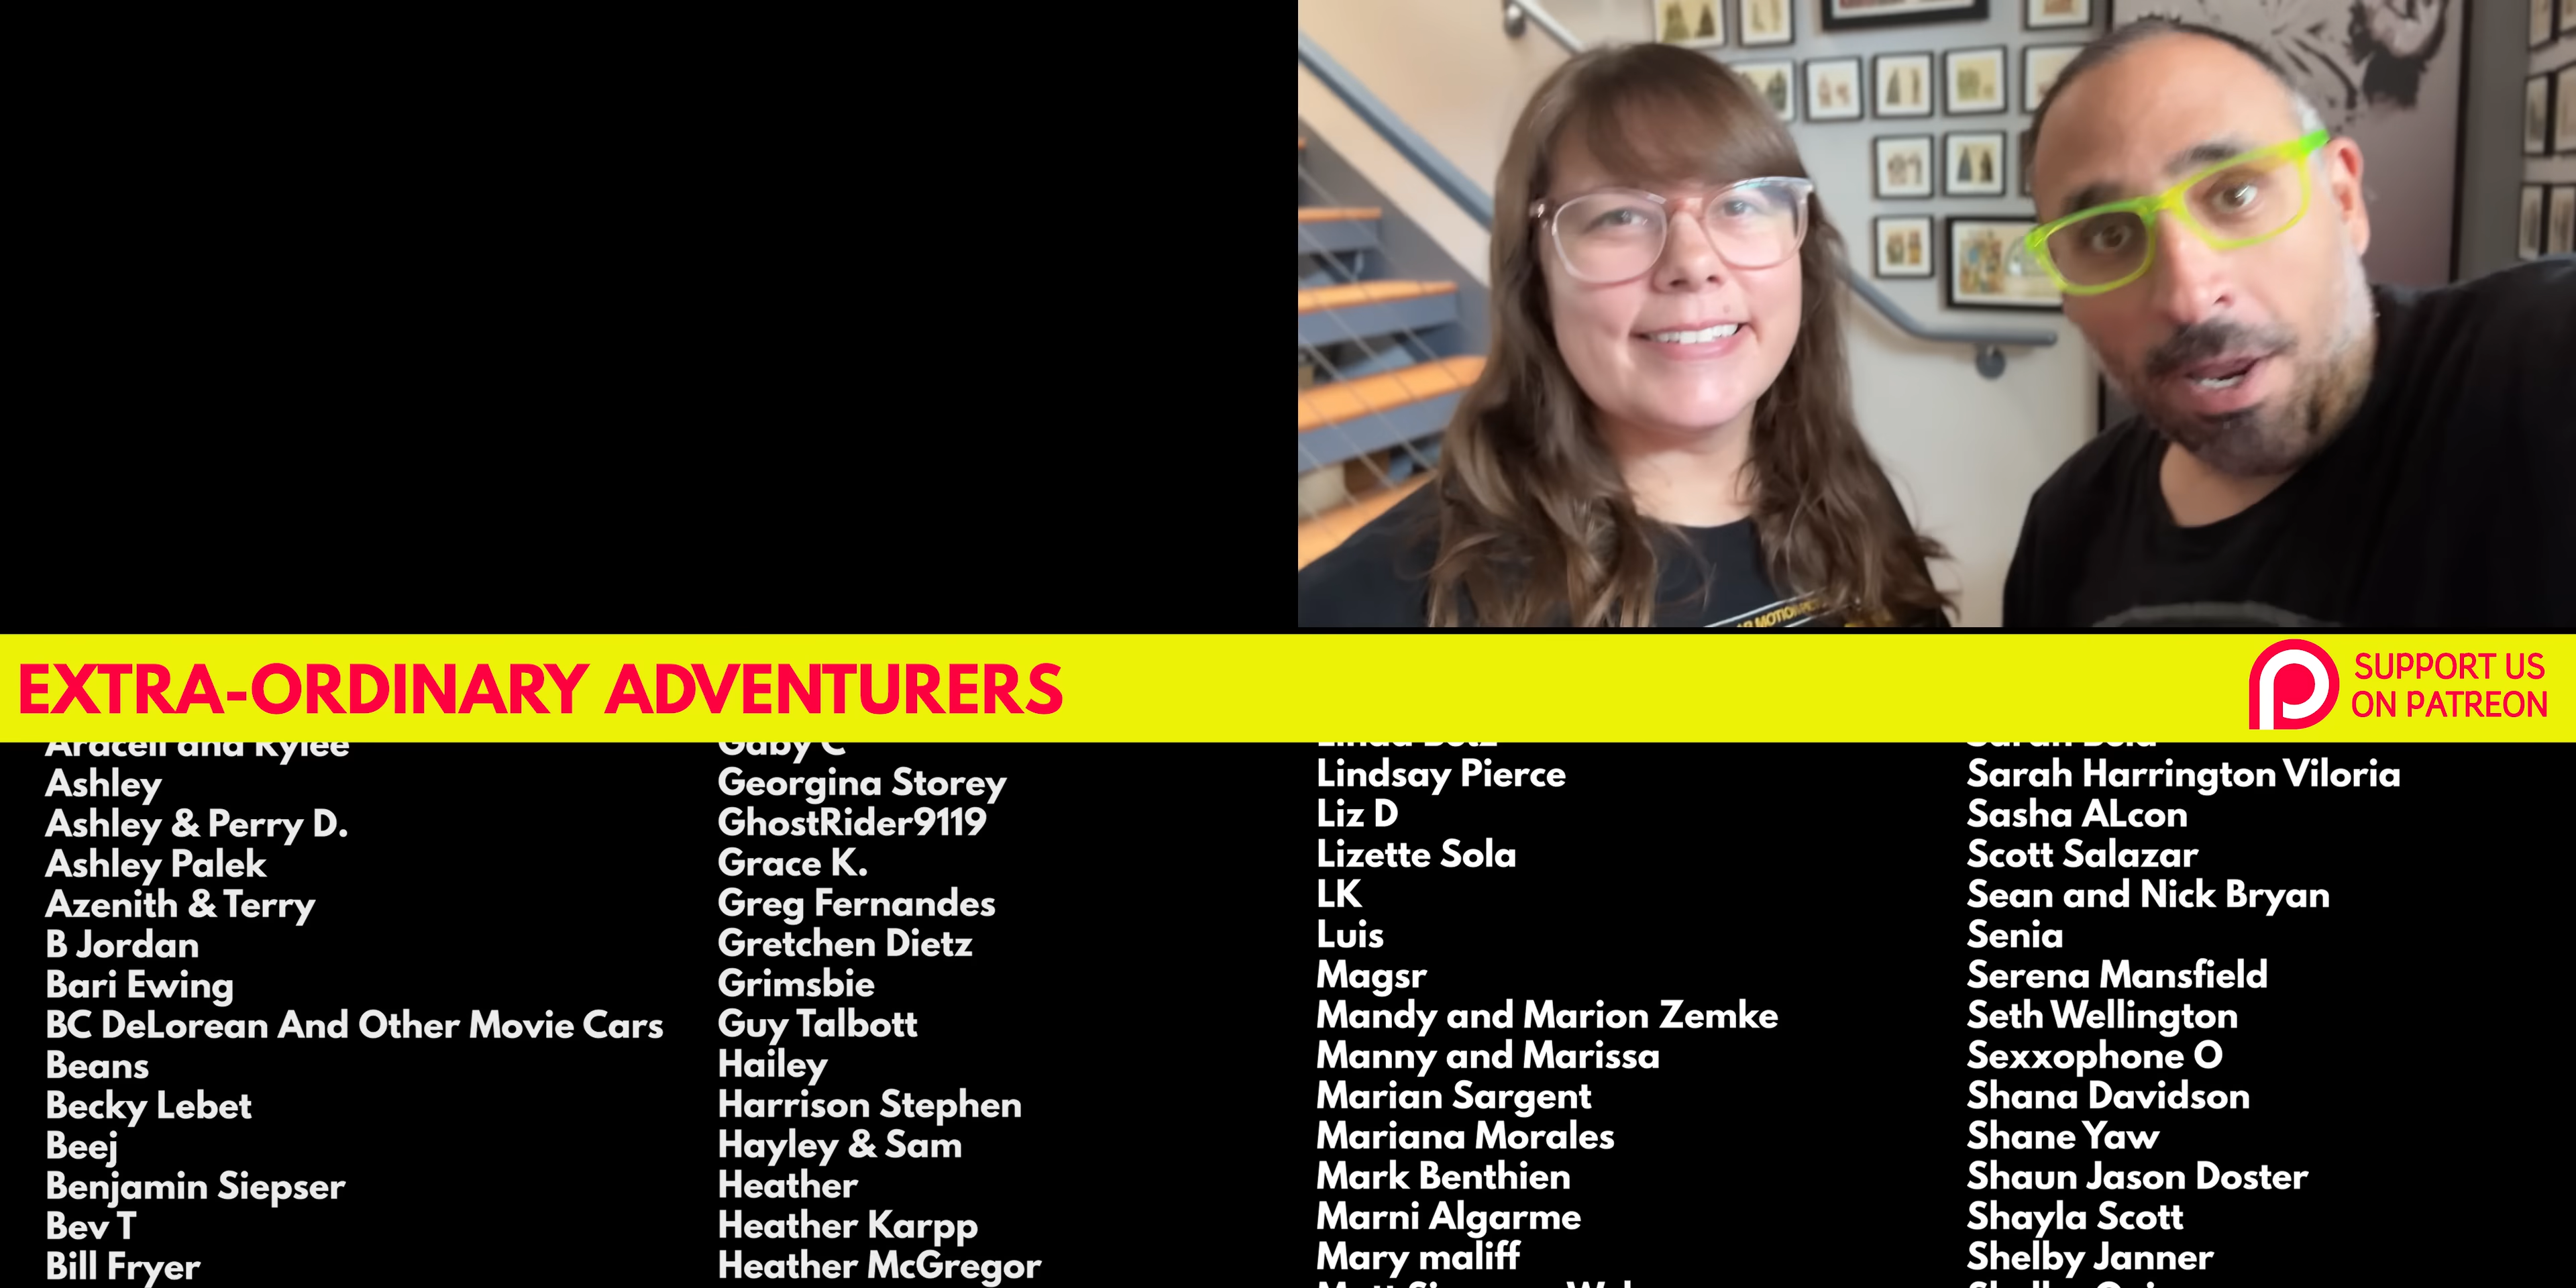 MOTION
EXTRA-ORDINARY ADVENTURERS
SUPPORT US
ON PATREON
Araceli and Rylee
Ashley
Ashley & Perry D.
Ashley Palek
Azenith & Terry
B Jordan
Bari Ewing
BC DeLorean And Other Movie Cars
Beans
Becky Lebet
Beej
Benjamin Siepser
Bev T
Bill Fryer
Gaby C
Georgina Storey
GhostRider9119
Grace K.
Greg Fernandes
Gretchen Dietz
Grimsbie
Guy Talbott
Hailey
Harrison Stephen
Hayley & Sam
Heather
Heather Karpp
Heather McGregor
Lindsay Pierce
Liz D
Lizette Sola
LK
Luis
Magsr
Mandy and Marion Zemke
Manny and Marissa
Marian Sargent
Mariana Morales
Mark Benthien
Marni Algarme
Mary maliff
Sarah Harrington Viloria
Sasha ALcon
Scott Salazar
Sean and Nick Bryan
Senia
Serena Mansfield
Seth Wellington
Sexxophone O
Shana Davidson
Shane Yaw
Shaun Jason Doster
Shayla Scott
Shelby Janner